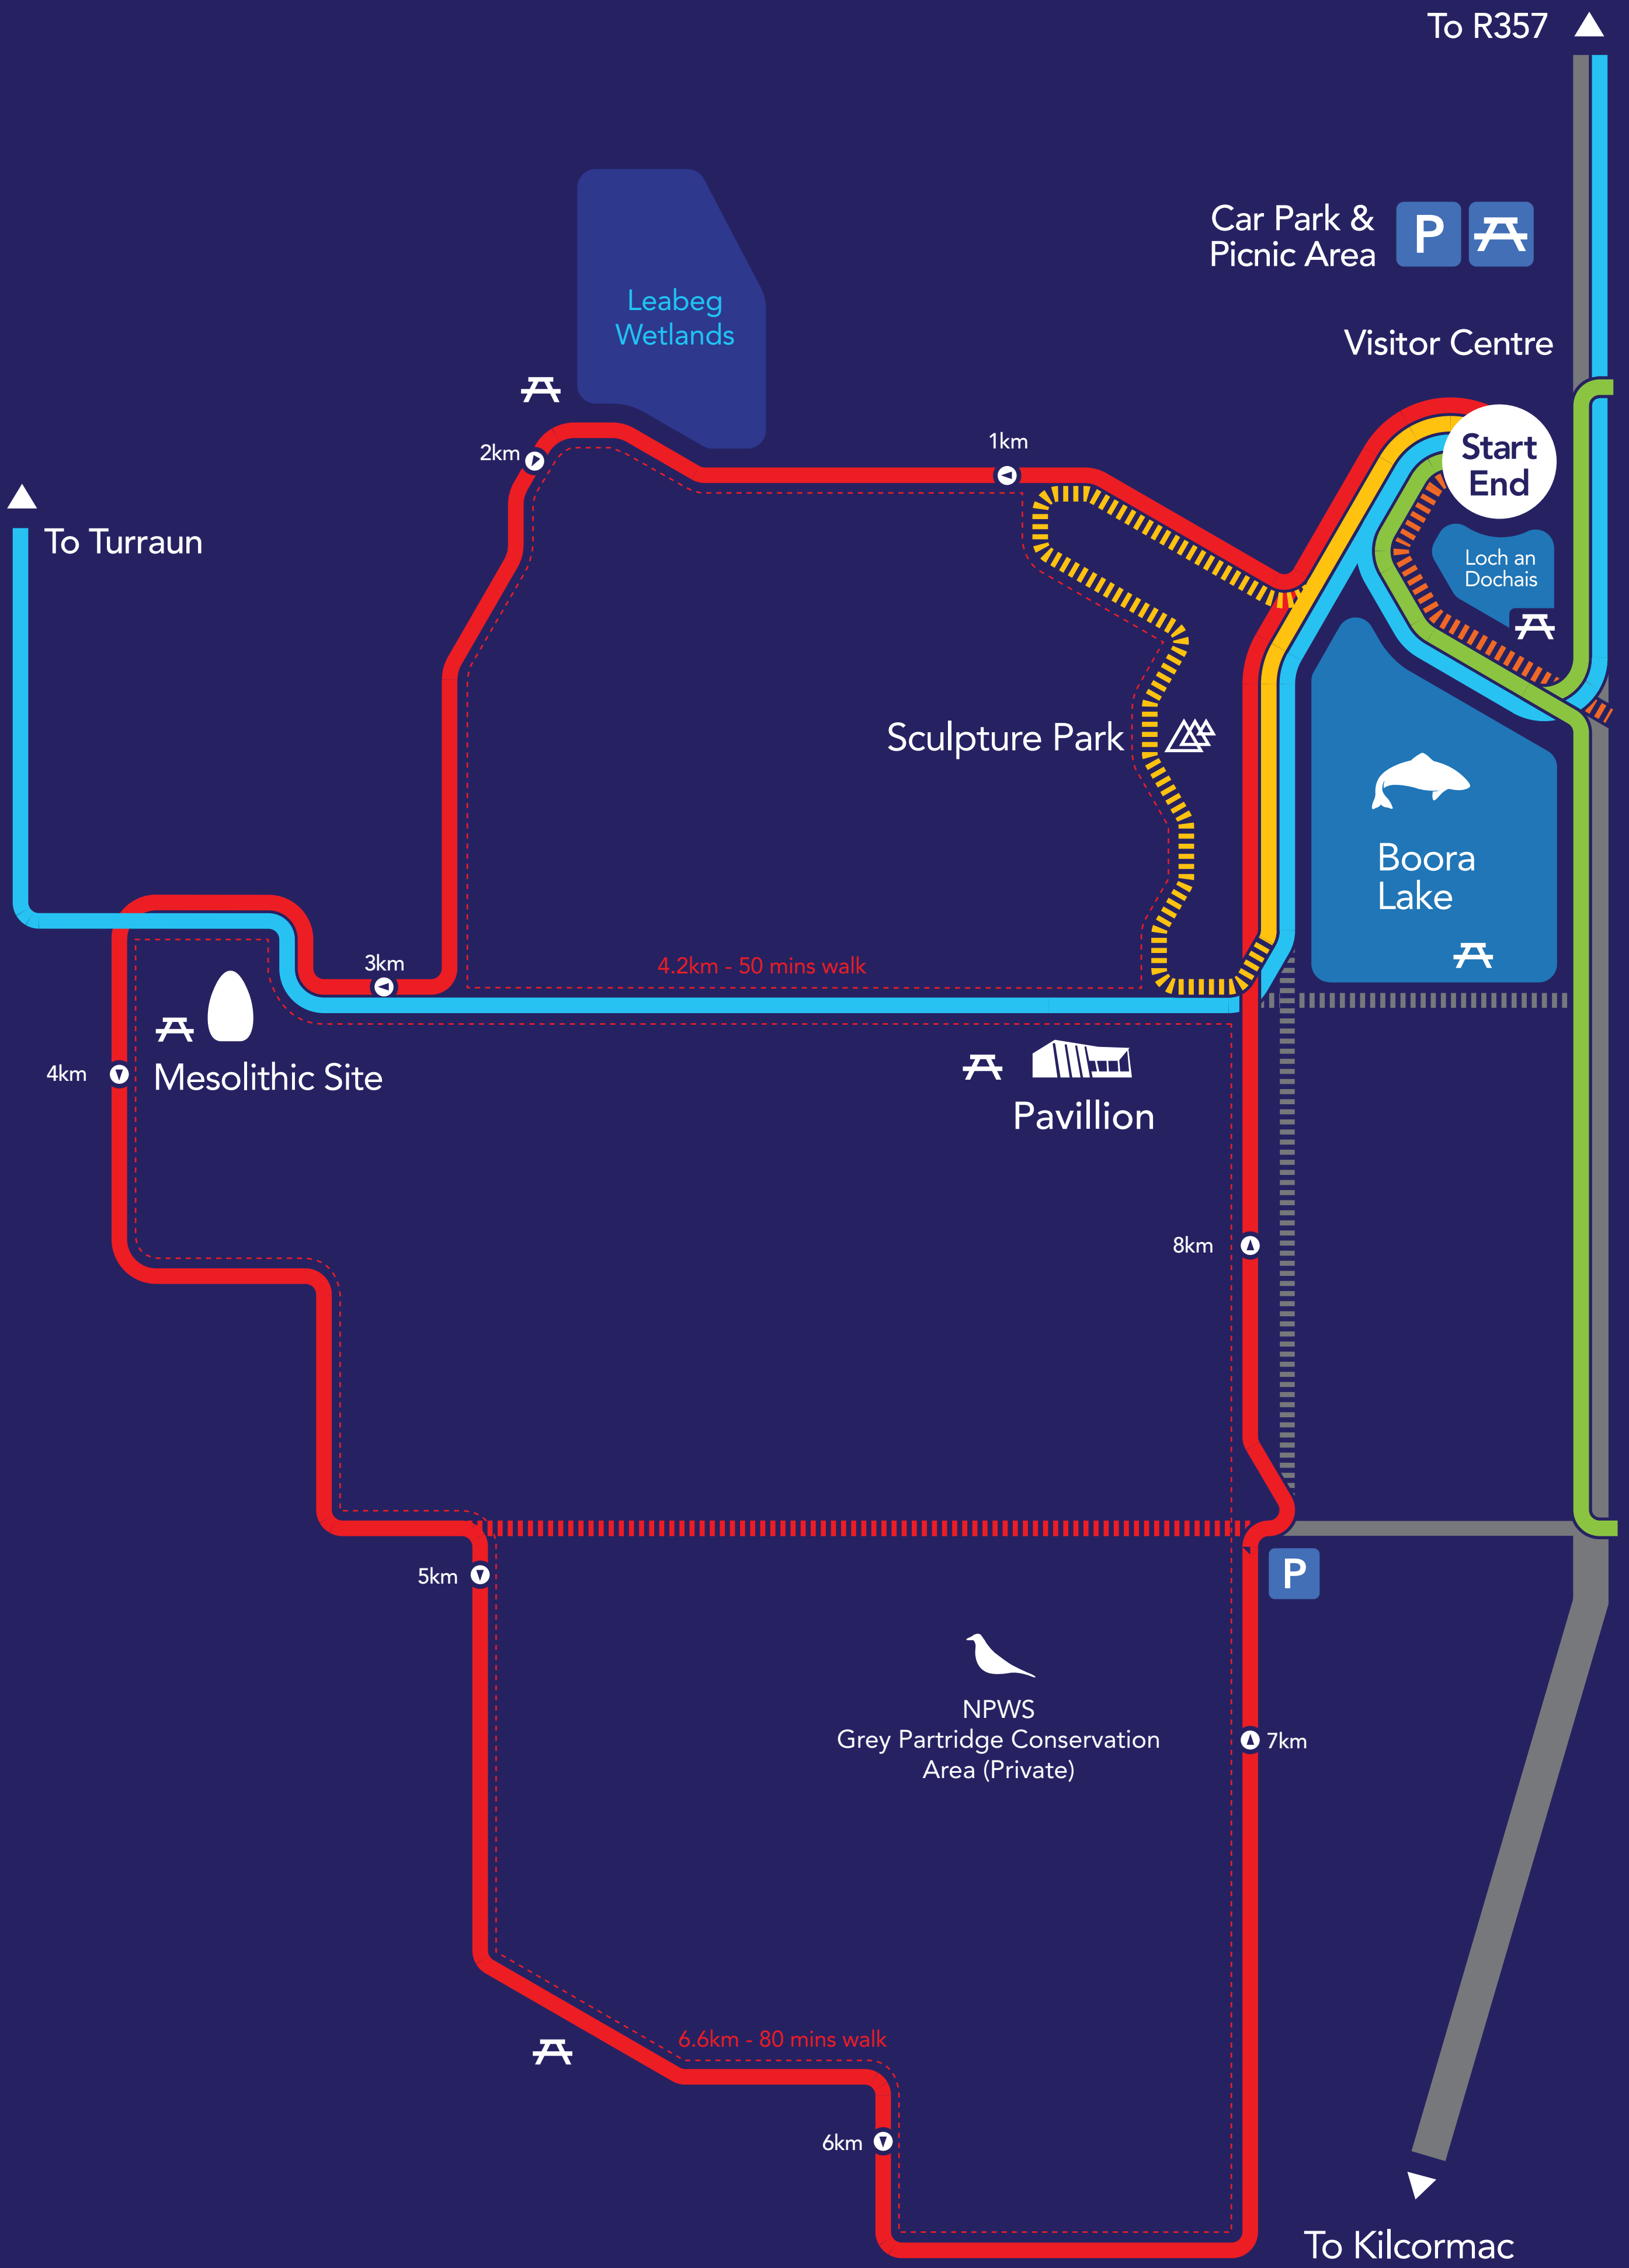 To R357
Car Park &
Picnic Area
P
Visitor Centre
Leabeg
Wetlands
Start
End
1km
2km
To Turraun
Loch an
Dochais
Sculpture Park
Boora
Lake
3km
4.2km - 50 mins walk
4km
Mesolithic Site
Pavillion
8km
5km
P
NPWS
Grey Partridge Conservation
Area (Private)
7km
6.6km - 80 mins walk
6km
To Kilcormac